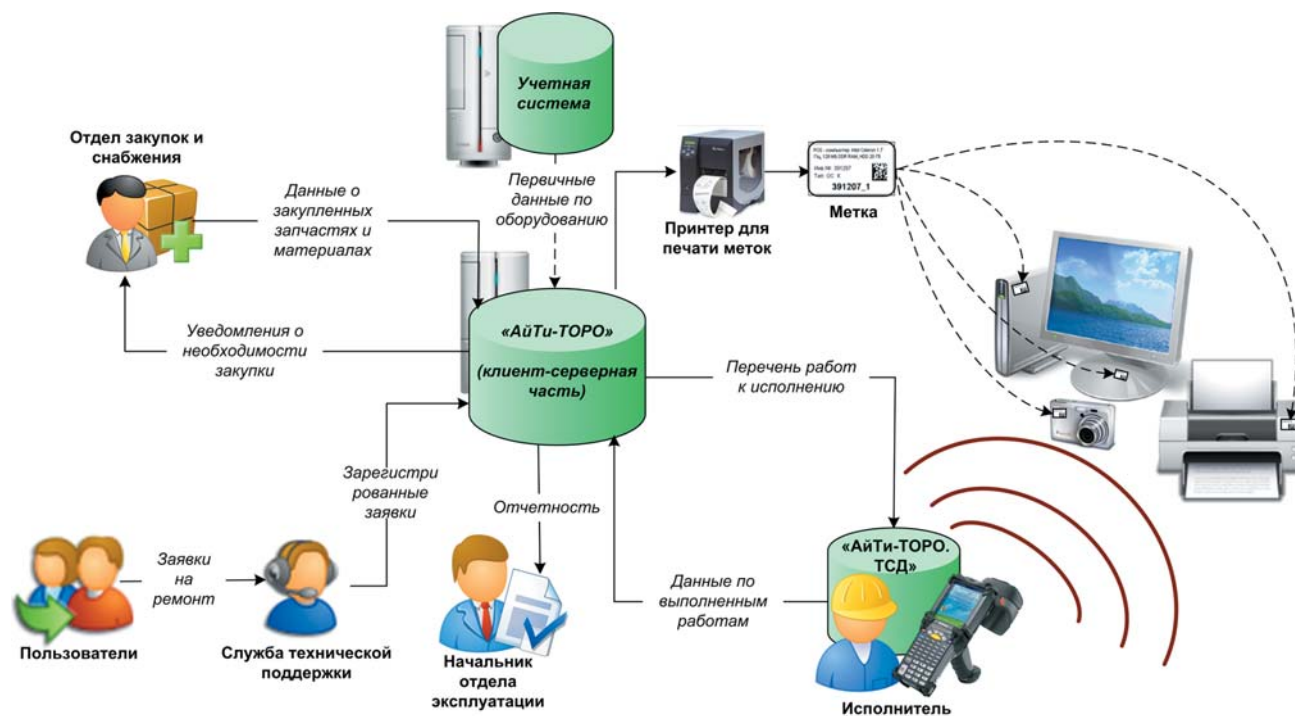 Учетная
система
Отдел закупок и
снабжения
Данные о
закупленных
запчастях и
материалах
Первичные
данные по
оборудованию
Принтер для
печати меток
391207_1
Метка
Уведомления о
необходимости
закупки
«АйТи-ТОРО»
(клиент-серверная
часть)
Перечень работ
к исполнению
Зарегистри
рованные
заявки
Отчетность
Заявки
на
ремонт
Пользователи
Служба технической
поддержки
Начальник
отдела
эксплуатации
Данные по
выполненным
работам
«АйТи-ТОРО.
ТСД»
Исполнитель